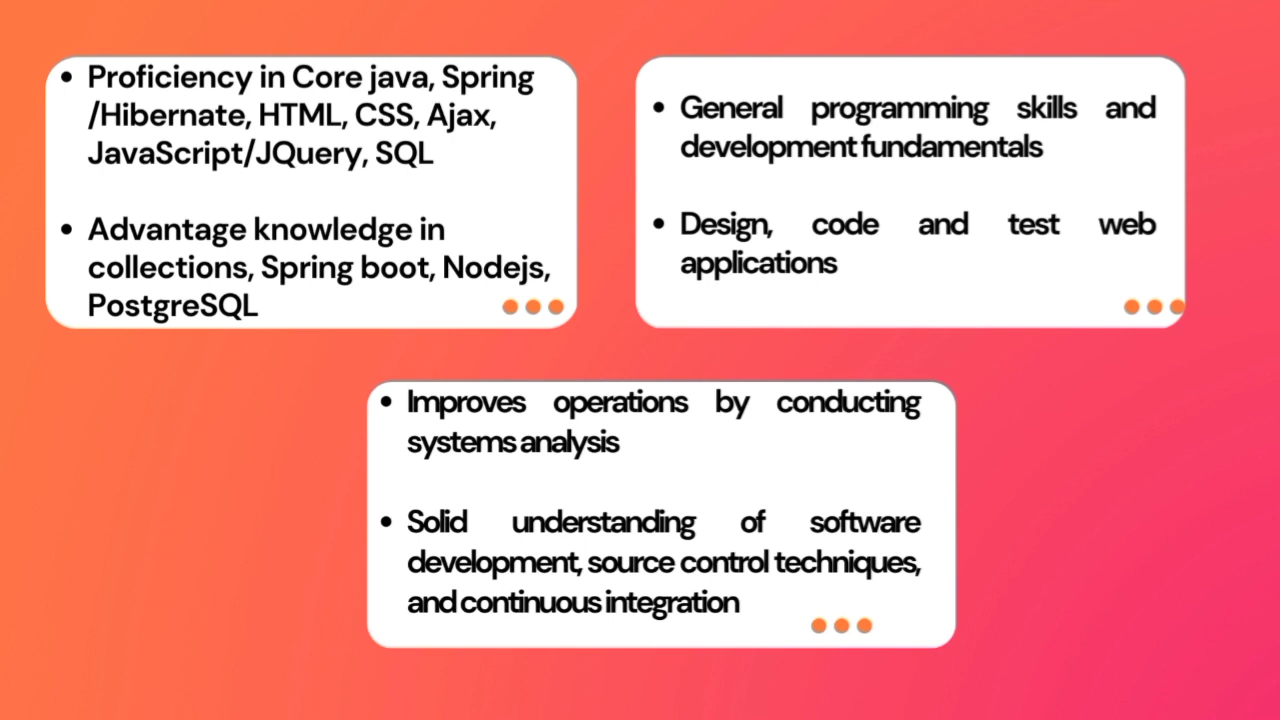 • Proficiency in Core java, Spring
/Hibernate, HTML, CSS, Ajax,
JavaScript/JQuery, SQL
• Advantage knowledge in
collections, Spring boot, Nodejs,
PostgreSQL
• General programming skills and
development fundamentals
• Design, code and test web
applications
• Improves operations by conducting
systems analysis
• Solid understanding of software
development, source control techniques,
and continuous integration